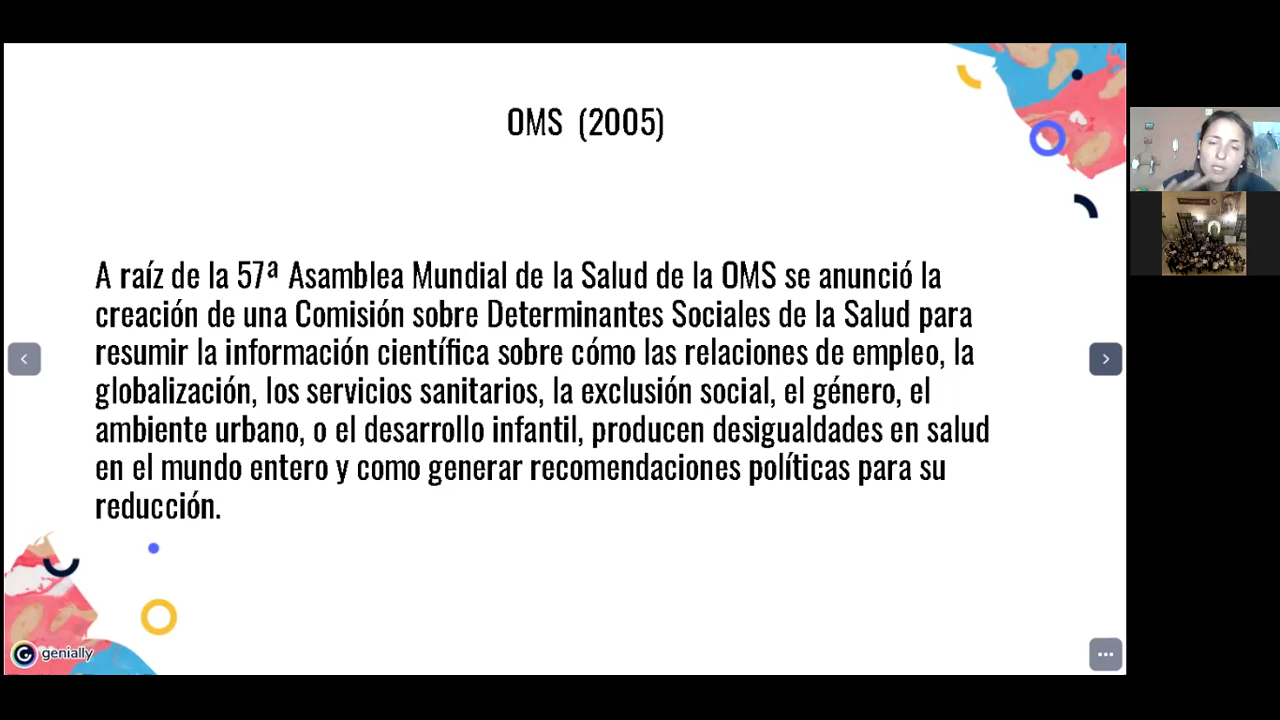 OMS (2005)
A raíz de la 57ª Asamblea Mundial de la Salud de la OMS se anunció la
creación de una Comisión sobre Determinantes Sociales de la Salud para
resumir la información científica sobre cómo las relaciones de empleo, la
globalización, los servicios sanitarios, la exclusión social, el género, el
ambiente urbano, o el desarrollo infantil, producen desigualdades en salud
en el mundo entero y como generar recomendaciones políticas para su
reducción.
genially